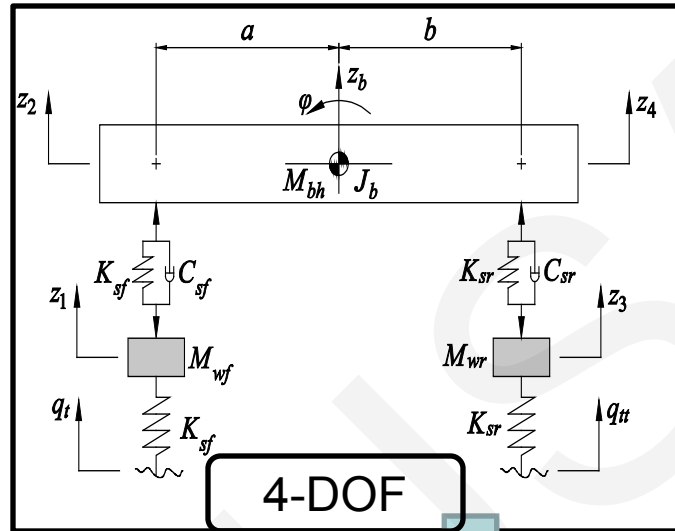 a b
z_b
φ
z_2 z_4
M_bh J_b
K_sf C_sf K_sr C_sr
z_1 z_3
M_wf M_wr
q_t K_sf K_sr q_tt
4-DOF